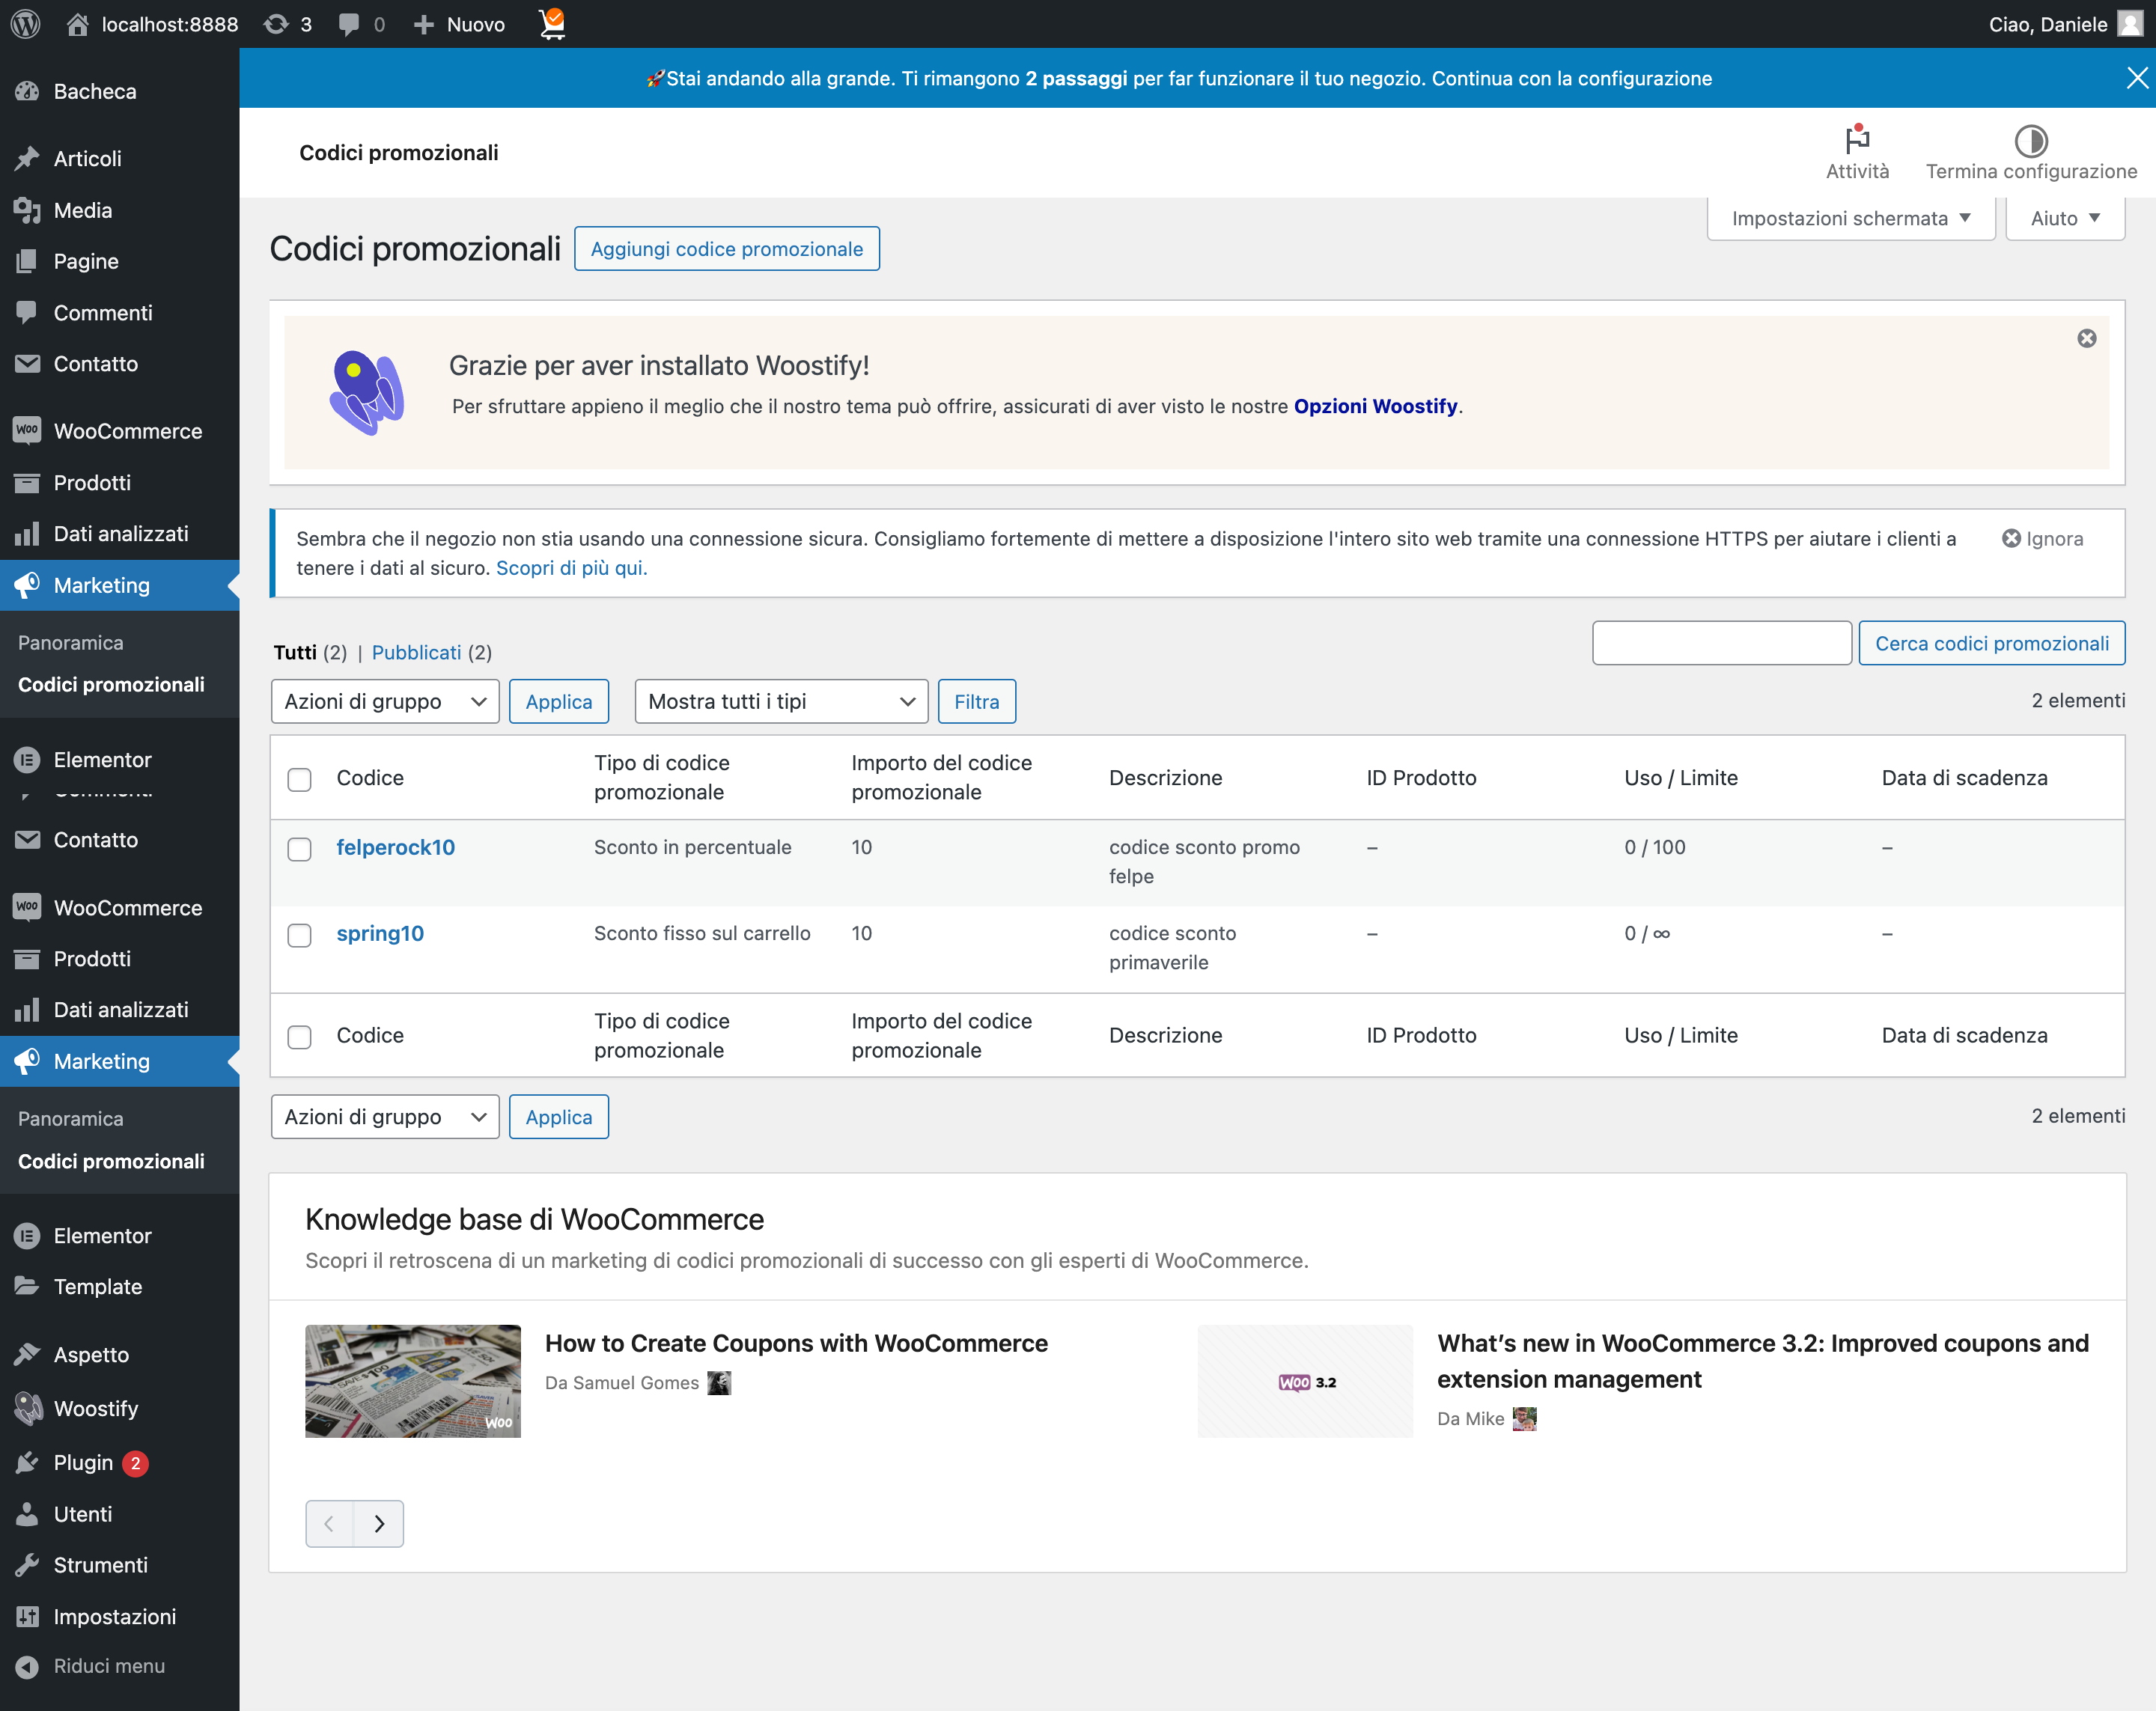 localhost:8888 3 0 Nuovo Ciao, Daniele
🚀Stai andando alla grande. Ti rimangono 2 passaggi per far funzionare il tuo negozio. Continua con la configurazione
Bacheca
Articoli
Media
Pagine
Commenti
Contatto
WooCommerce
Prodotti
Dati analizzati
Marketing
Panoramica
Codici promozionali
Elementor
Contatto
WooCommerce
Prodotti
Dati analizzati
Marketing
Panoramica
Codici promozionali
Elementor
Template
Aspetto
Woostify
Plugin 2
Utenti
Strumenti
Impostazioni
Riduci menu
Codici promozionali
Attività
Termina configurazione
Impostazioni schermata ▼
Aiuto ▼
Codici promozionali Aggiungi codice promozionale
Grazie per aver installato Woostify!
Per sfruttare appieno il meglio che il nostro tema può offrire, assicurati di aver visto le nostre Opzioni Woostify.
Sembra che il negozio non stia usando una connessione sicura. Consigliamo fortemente di mettere a disposizione l'intero sito web tramite una connessione HTTPS per aiutare i clienti a
tenere i dati al sicuro. Scopri di più qui.
Ignora
Tutti (2) | Pubblicati (2)
Cerca codici promozionali
Azioni di gruppo Applica Mostra tutti i tipi Filtra 2 elementi
Codice Tipo di codice promozionale Importo del codice promozionale Descrizione ID Prodotto Uso / Limite Data di scadenza
felperock10 Sconto in percentuale 10 codice sconto promo felpe – 0 / 100 –
spring10 Sconto fisso sul carrello 10 codice sconto primaverile – 0 / ∞ –
Codice Tipo di codice promozionale Importo del codice promozionale Descrizione ID Prodotto Uso / Limite Data di scadenza
Azioni di gruppo Applica 2 elementi
Knowledge base di WooCommerce
Scopri il retroscena di un marketing di codici promozionali di successo con gli esperti di WooCommerce.
How to Create Coupons with WooCommerce
Da Samuel Gomes
WOO
WOO 3.2
What’s new in WooCommerce 3.2: Improved coupons and
extension management
Da Mike